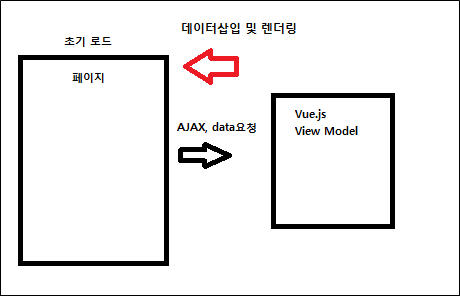 데이터삽입 및 렌더링
초기 로드
페이지
AJAX, data요청
Vue.js
View Model